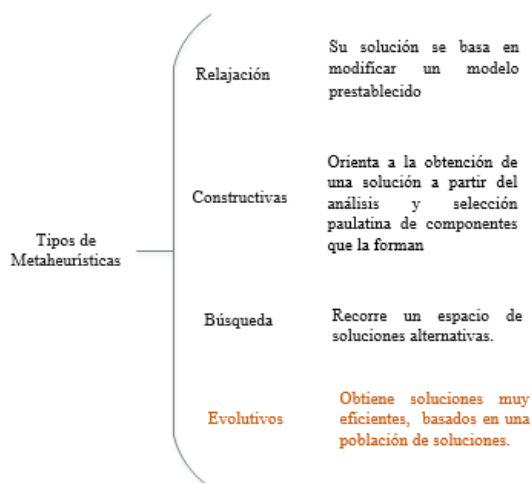 Tipos de
Metaheurísticas
Relajación
Su solución se basa en
modificar un modelo
prestablecido
Constructivas
Orienta a la obtención de
una solución a partir del
análisis y selección
paulatina de componentes
que la forman
Búsqueda
Recorre un espacio de
soluciones alternativas.
Evolutivos
Obtiene soluciones muy
eficientes, basados en una
población de soluciones.